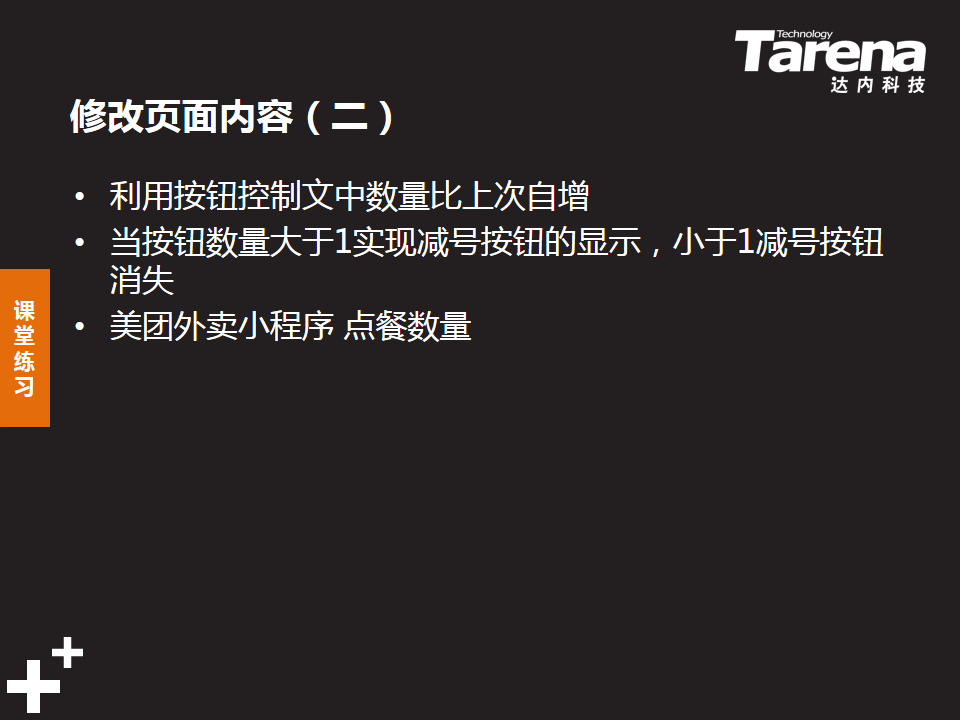 Technology
Tarena
达内科技
修改页面内容（二）
• 利用按钮控制文中数量比上次自增
• 当按钮数量大于1实现减号按钮的显示，小于1减号按钮
消失
• 美团外卖小程序 点餐数量
课
堂
练
习